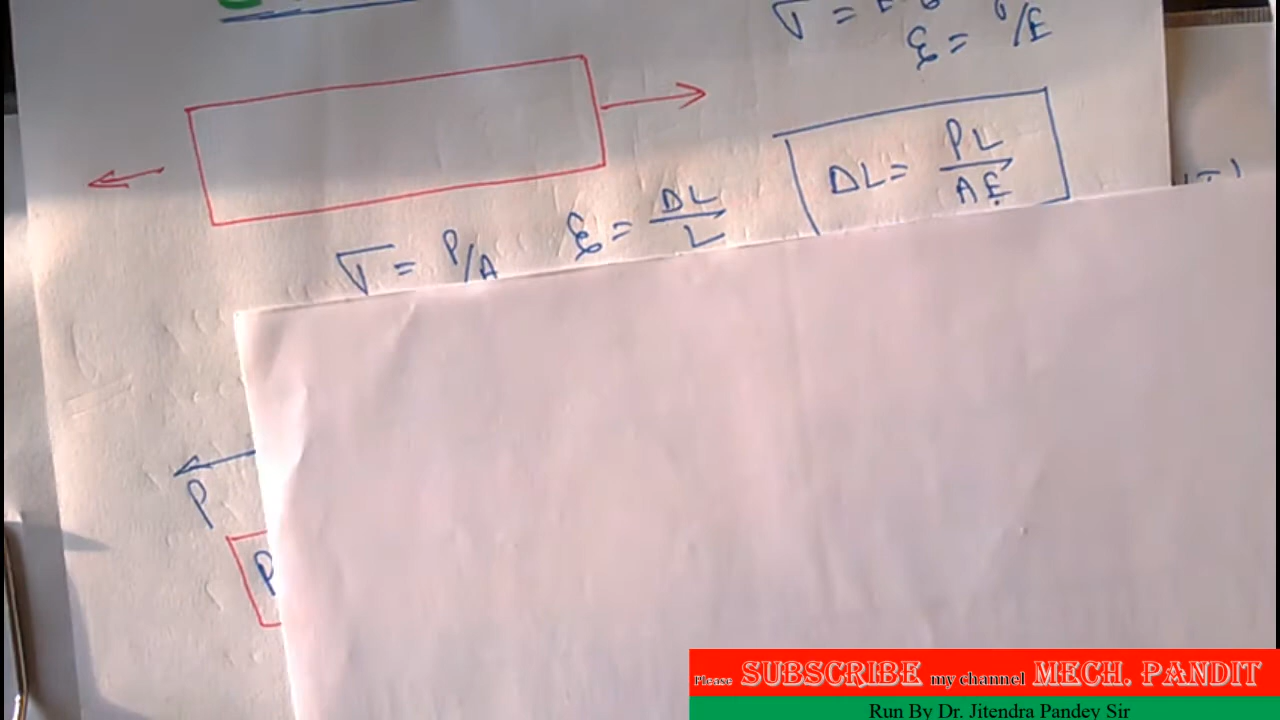 σ = E ε
ε = σ/E
ΔL = PL/AE
σ = P/A ε = ΔL/L
P
P
Please SUBSCRIBE my channel MECH. PANDIT
Run By Dr. Jitendra Pandey Sir